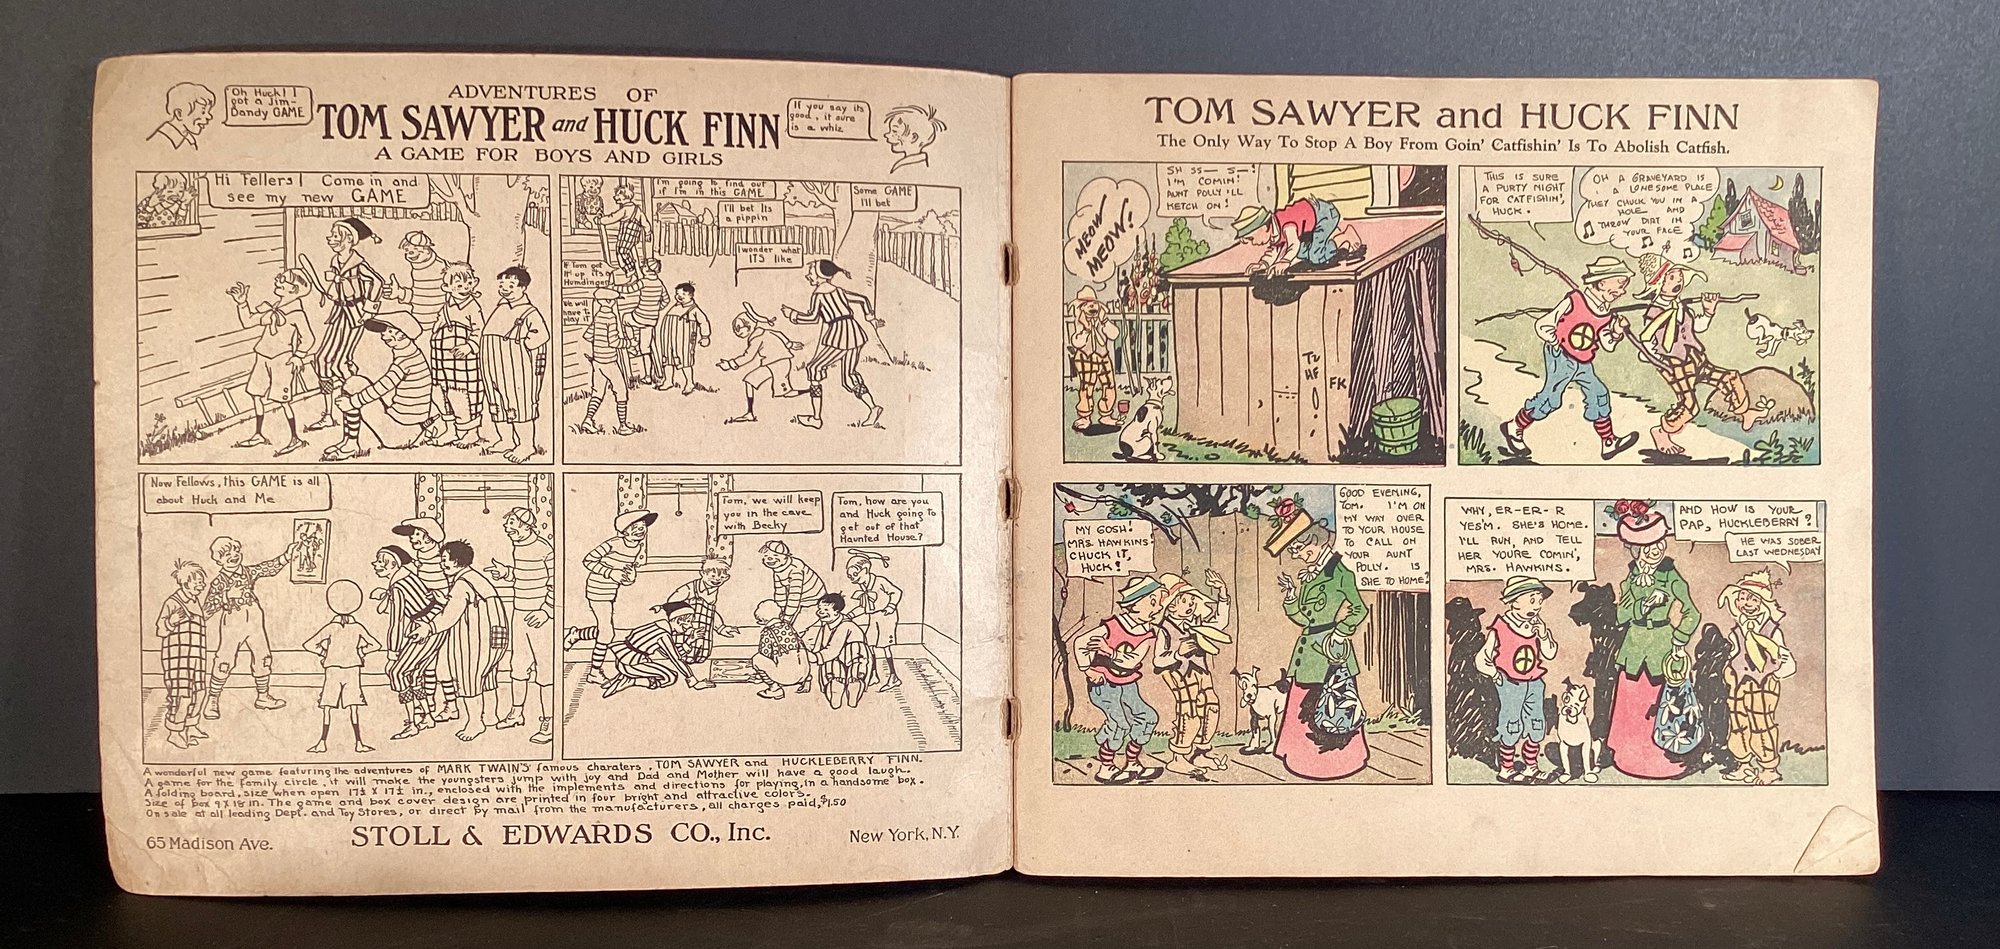 Oh Huck! I
got a Jim-
Dandy GAME
ADVENTURES OF
TOM SAWYER and HUCK FINN
A GAME FOR BOYS AND GIRLS
If you say its
good, it sure
is a whiz
Hi Fellers! Come in and
see my new GAME
I'm going to find out
if I'm in this GAME
I'll bet Its
a pippin
Some GAME
I'll bet
I wonder what
ITS like
If Tom got
it up its a
Humdinger
We will
have to
play it
Now Fellows, this GAME is all
about Huck and Me
Tom, we will keep
you in the cave
with Becky
Tom, how are you
and Huck going to
get out of that
Haunted House?
A wonderful new game featuring the adventures of MARK TWAIN'S famous charaters, TOM SAWYER and HUCKLEBERRY FINN.
A game for the family circle, it will make the youngsters jump with joy and Dad and Mother will have a good laugh.
A folding board, size when open 17½ X 17½ in., enclosed with the implements and directions for playing, in a handsome box.
Size of box 9 X 18 in. The game and box cover design are printed in four bright and attractive colors.
On sale at all leading Dept. and Toy Stores, or direct by mail from the manufacturers, all charges paid, $1.50
65 Madison Ave. STOLL & EDWARDS CO., Inc. New York, N.Y.
TOM SAWYER and HUCK FINN
The Only Way To Stop A Boy From Goin' Catfishin' Is To Abolish Catfish.
MEOW
MEOW!
SH SS— S—!
I'M COMIN!
AUNT POLLY 'LL
KETCH ON!
THIS IS SURE
A PURTY NIGHT
FOR CATFISHIN',
HUCK.
OH A GRAVEYARD IS
A LONESOME PLACE
THEY CHUCK YOU IN A
HOLE AND
THROW DIRT IN
YOUR FACE
MY GOSH!
MRS. HAWKINS!
CHUCK IT,
HUCK!
GOOD EVENING,
TOM. I'M ON
MY WAY OVER
TO YOUR HOUSE
TO CALL ON
YOUR AUNT
POLLY. IS
SHE TO HOME?
WHY, ER-ER-R
YES'M. SHE'S HOME.
I'LL RUN, AND TELL
HER YOU'RE COMIN',
MRS. HAWKINS.
AND HOW IS YOUR
PAP, HUCKLEBERRY?
HE WAS SOBER
LAST WEDNESDAY